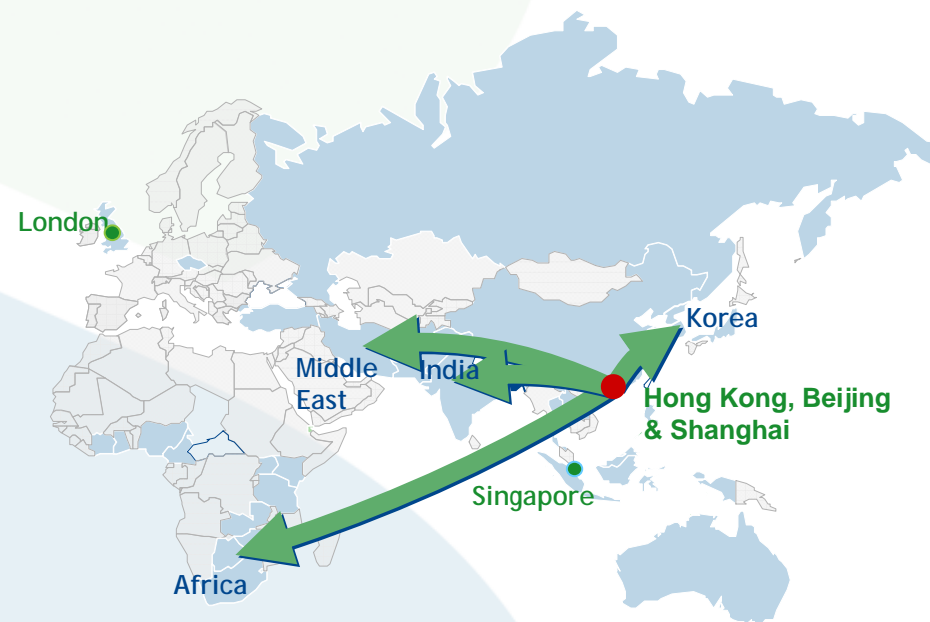 London
Korea
Middle
East
India
Hong Kong, Beijing
& Shanghai
Singapore
Africa